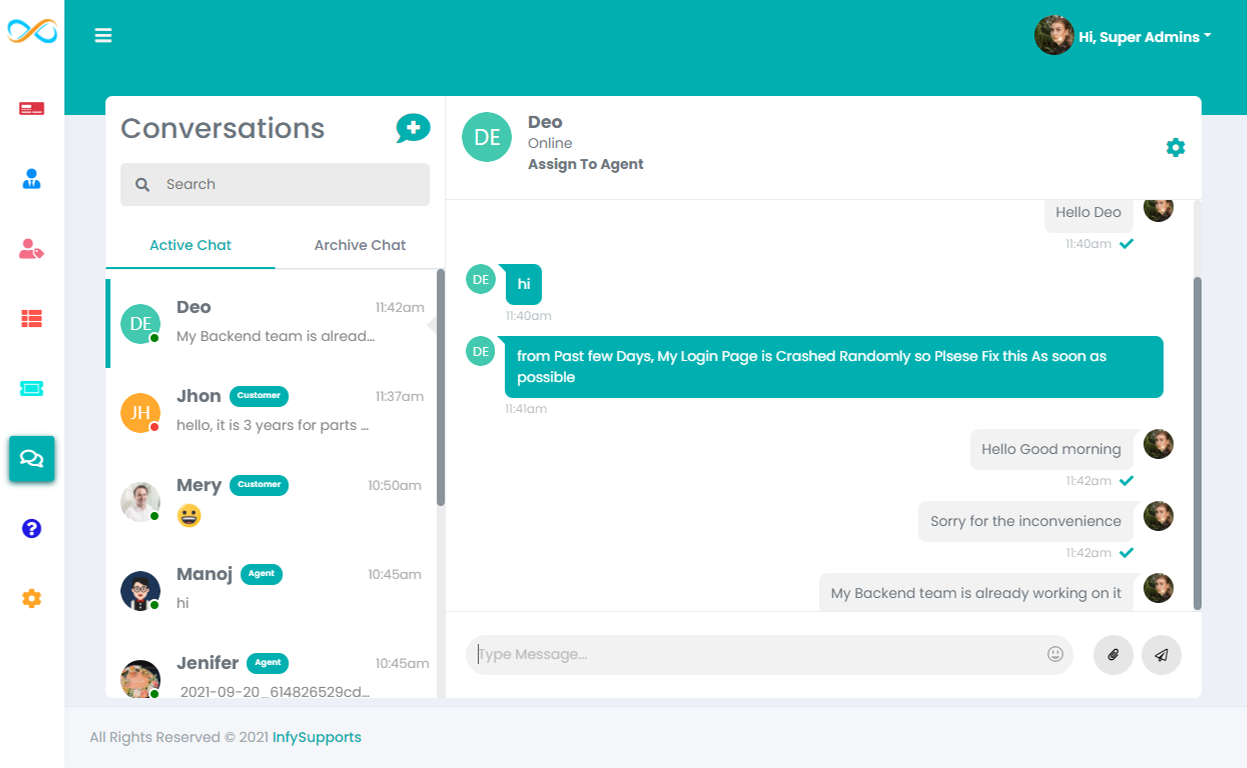 Hi, Super Admins
Conversations
Search
Active Chat
Archive Chat
DE
Deo
11:42am
My Backend team is alread...
JH
Jhon
Customer
11:37am
hello, it is 3 years for parts ...
Mery
Customer
10:50am
Manoj
Agent
10:45am
hi
Jenifer
Agent
10:45am
2021-09-20_614826529cd...
DE
Deo
Online
Assign To Agent
Hello Deo
11:40am
DE
hi
11:40am
DE
from Past few Days, My Login Page is Crashed Randomly so Plsese Fix this As soon as
possible
11:41am
Hello Good morning
11:42am
Sorry for the inconvenience
11:42am
My Backend team is already working on it
Type Message...
All Rights Reserved © 2021 InfySupports